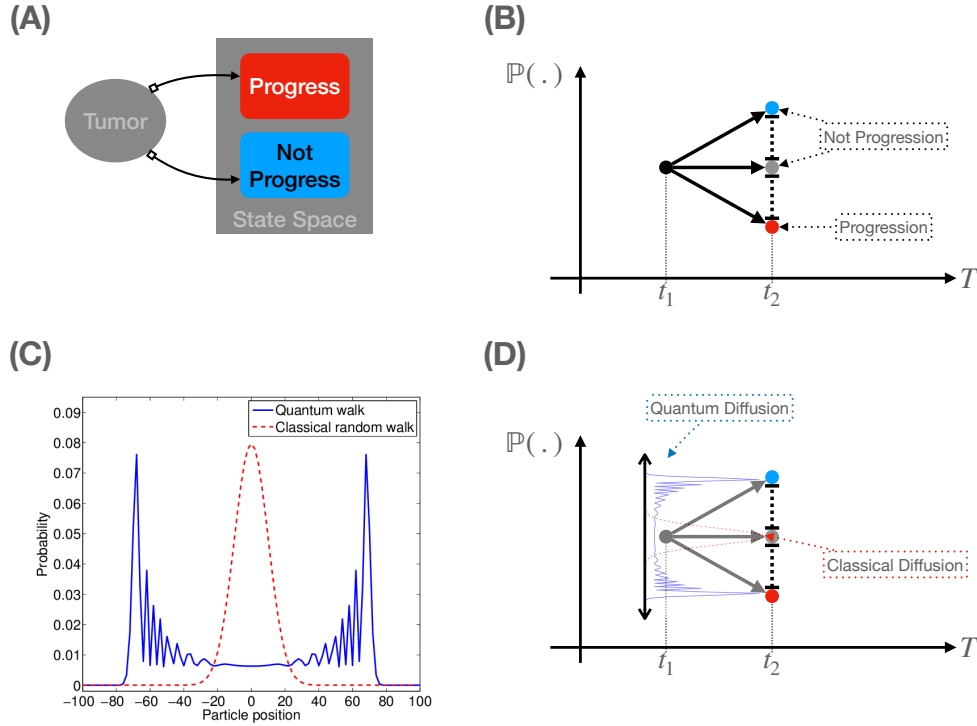 (A)
Tumor
Progress
Not
Progress
State Space
(B)
ℙ(.)
Not Progression
Progression
t₁
t₂
T
(C)
Quantum walk
Classical random walk
0.09
0.08
0.07
0.06
0.05
0.04
0.03
0.02
0.01
0
Probability
−100 −80 −60 −40 −20 0 20 40 60 80 100
Particle position
(D)
Quantum Diffusion
ℙ(.)
Classical Diffusion
t₁
t₂
T